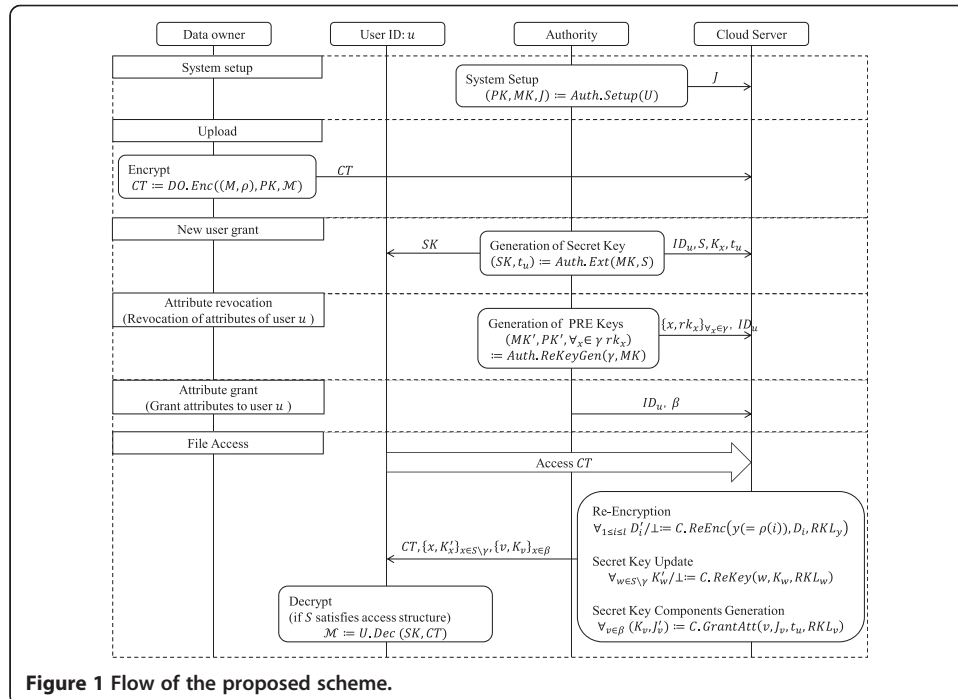 Data owner
User ID: u
Authority
Cloud Server
System setup
System Setup
(PK, MK, J) ≔ Auth.Setup(U)
J
Upload
Encrypt
CT ≔ DO.Enc((M, ρ), PK, ℳ)
CT
New user grant
SK
Generation of Secret Key
(SK, t_u) ≔ Auth.Ext(MK, S)
ID_u, S, K_x, t_u
Attribute revocation
(Revocation of attributes of user u )
Generation of PRE Keys
(MK′, PK′, ∀_x∈ γ rk_x)
≔ Auth.ReKeyGen(γ, MK)
{x, rk_x}_{∀_x∈γ}, ID_u
Attribute grant
(Grant attributes to user u )
ID_u, β
File Access
Access CT
Re-Encryption
∀_{1≤i≤l} D′_i/⊥≔ C.ReEnc(y(= ρ(i)), D_i, RKL_y)
CT, {x, K′_x}_{x∈S\γ}, {v, K_v}_{x∈β}
Secret Key Update
∀_{w∈S\γ} K′_w/⊥≔ C.ReKey(w, K_w, RKL_w)
Secret Key Components Generation
∀_{v∈β} (K_v, J′_v) ≔ C.GrantAtt(v, J_v, t_u, RKL_v)
Decrypt
(if S satisfies access structure)
ℳ ≔ U.Dec (SK, CT)
Figure 1 Flow of the proposed scheme.